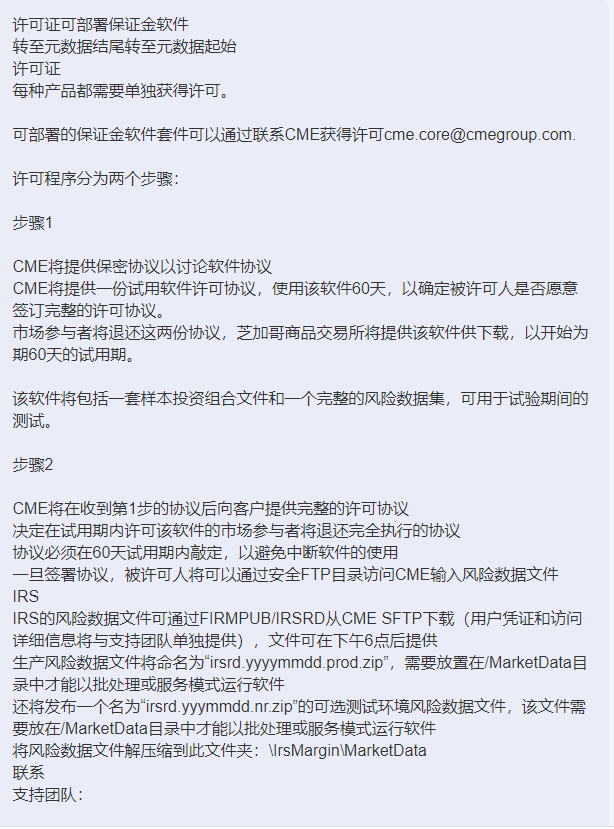 许可证可部署保证金软件
转至元数据结尾转至元数据起始
许可证
每种产品都需要单独获得许可。
可部署的保证金软件套件可以通过联系CME获得许可cme.core@cmegroup.com.
许可程序分为两个步骤：
步骤1
CME将提供保密协议以讨论软件协议
CME将提供一份试用软件许可协议，使用该软件60天，以确定被许可人是否愿意
签订完整的许可协议。
市场参与者将退还这两份协议，芝加哥商品交易所将提供该软件供下载，以开始为
期60天的试用期。
该软件将包括一套样本投资组合文件和一个完整的风险数据集，可用于试验期间的
测试。
步骤2
CME将在收到第1步的协议后向客户提供完整的许可协议
决定在试用期内许可该软件的市场参与者将退还完全执行的协议
协议必须在60天试用期内敲定，以避免中断软件的使用
一旦签署协议，被许可人将可以通过安全FTP目录访问CME输入风险数据文件
IRS
IRS的风险数据文件可通过FIRMPUB/IRSRD从CME SFTP下载（用户凭证和访问
详细信息将与支持团队单独提供），文件可在下午6点后提供
生产风险数据文件将命名为“irsrd.yyyymmdd.prod.zip”，需要放置在/MarketData目
录中才能以批处理或服务模式运行软件
还将发布一个名为“irsrd.yyymmdd.nr.zip”的可选测试环境风险数据文件，该文件需
要放在/MarketData目录中才能以批处理或服务模式运行软件
将风险数据文件解压缩到此文件夹：\IrsMargin\MarketData
联系
支持团队：